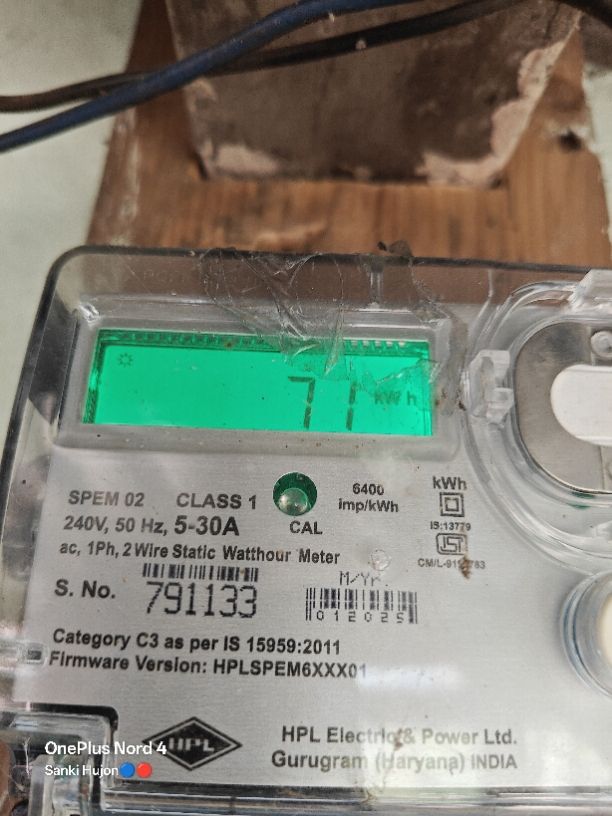 71 kWh
SPEM 02 CLASS 1
240V, 50 Hz, 5-30A
ac, 1Ph, 2 Wire Static Watthour Meter
CAL
6400
imp/kWh
kWh
IS:13779
S. No. 791133
M/YR.
012025
Category C3 as per IS 15959:2011
Firmware Version: HPLSPEM6XXX01
HPL
HPL Electric & Power Ltd.
Gurugram (Haryana) INDIA
OnePlus Nord 4
Sanki Hujon